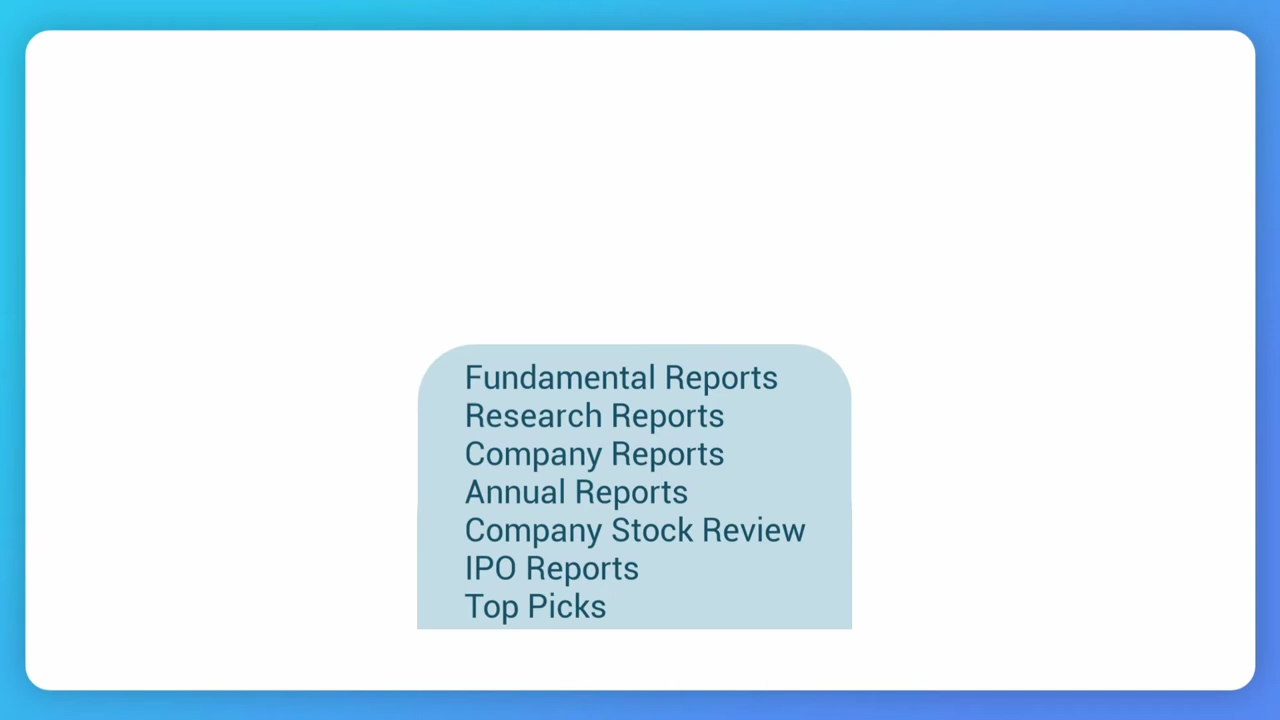 Fundamental Reports
Research Reports
Company Reports
Annual Reports
Company Stock Review
IPO Reports
Top Picks